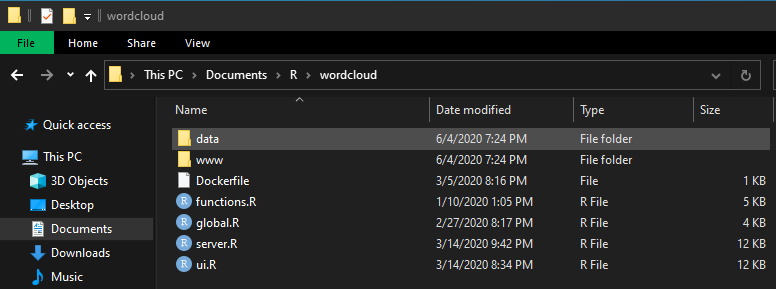 wordcloud
File Home Share View
This PC Documents R wordcloud
Name Date modified Type Size
Quick access
This PC
3D Objects
Desktop
Documents
Downloads
Music
data 6/4/2020 7:24 PM File folder
www 6/4/2020 7:24 PM File folder
Dockerfile 3/5/2020 8:16 PM File 1 KB
functions.R 1/10/2020 1:05 PM R File 5 KB
global.R 2/27/2020 8:17 PM R File 4 KB
server.R 3/14/2020 9:42 PM R File 12 KB
ui.R 3/14/2020 8:34 PM R File 12 KB